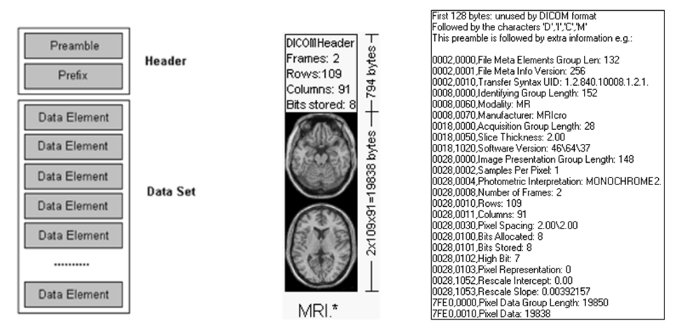 Preamble
Prefix
Header
Data Element
Data Element
Data Element
Data Element
Data Element
..........
Data Element
Data Set
DICOMHeader
Frames: 2
Rows:109
Columns: 91
Bits stored: 8
794 bytes
2x109x91=19838 bytes
MRI.*
First 128 bytes: unused by DICOM format
Followed by the characters 'D','I','C','M'
This preamble is followed by extra information e.g.:
0002,0000,File Meta Elements Group Len: 132
0002,0001,File Meta Info Version: 256
0002,0010,Transfer Syntax UID: 1.2.840.10008.1.2.1.
0008,0000,Identifying Group Length: 152
0008,0060,Modality: MR
0008,0070,Manufacturer: MRIcro
0018,0000,Acquisition Group Length: 28
0018,0050,Slice Thickness: 2.00
0018,1020,Software Version: 46\64\37
0028,0000,Image Presentation Group Length: 148
0028,0002,Samples Per Pixel: 1
0028,0004,Photometric Interpretation: MONOCHROME2.
0028,0008,Number of Frames: 2
0028,0010,Rows: 109
0028,0011,Columns: 91
0028,0030,Pixel Spacing: 2.00\2.00
0028,0100,Bits Allocated: 8
0028,0101,Bits Stored: 8
0028,0102,High Bit: 7
0028,0103,Pixel Representation: 0
0028,1052,Rescale Intercept: 0.00
0028,1053,Rescale Slope: 0.00392157
7FE0,0000,Pixel Data Group Length: 19850
7FE0,0010,Pixel Data: 19838